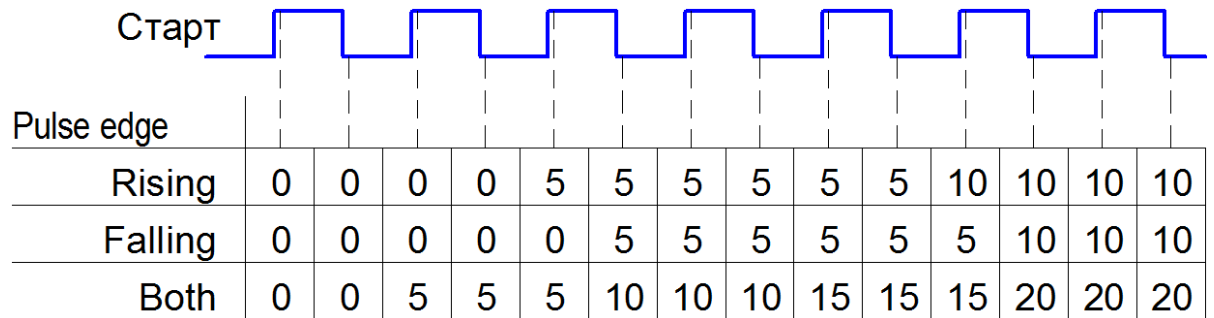 Старт
Pulse edge
Rising 0 0 0 0 5 5 5 5 5 5 10 10 10 10
Falling 0 0 0 0 0 5 5 5 5 5 5 10 10 10
Both 0 0 5 5 5 10 10 10 15 15 15 20 20 20